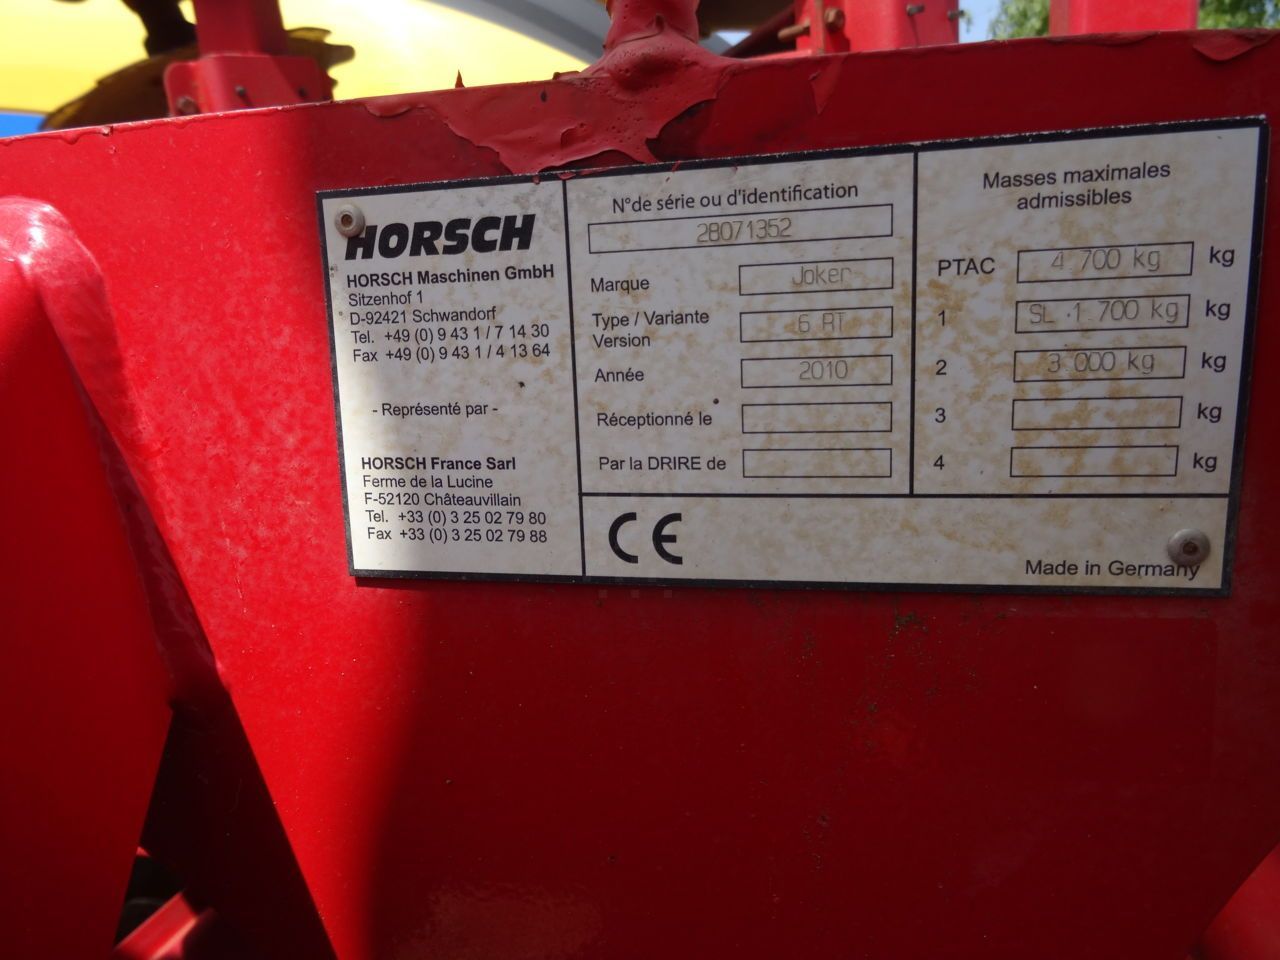 HORSCH
HORSCH Maschinen GmbH
Sitzenhof 1
D-92421 Schwandorf
Tel. +49 (0) 9 43 1 / 7 14 30
Fax +49 (0) 9 43 1 / 4 13 64
- Représenté par -
HORSCH France Sarl
Ferme de la Lucine
F-52120 Châteauvillain
Tel. +33 (0) 3 25 02 79 80
Fax +33 (0) 3 25 02 79 88
N°de série ou d'identification
28071352
Marque Joker
Type / Variante
Version 6 RT
Année 2010
Réceptionné le
Par la DRIRE de
CE
Masses maximales
admissibles
PTAC 4.700 kg kg
1 SL .1.700 kg kg
2 3.000 kg kg
3 kg
4 kg
Made in Germany